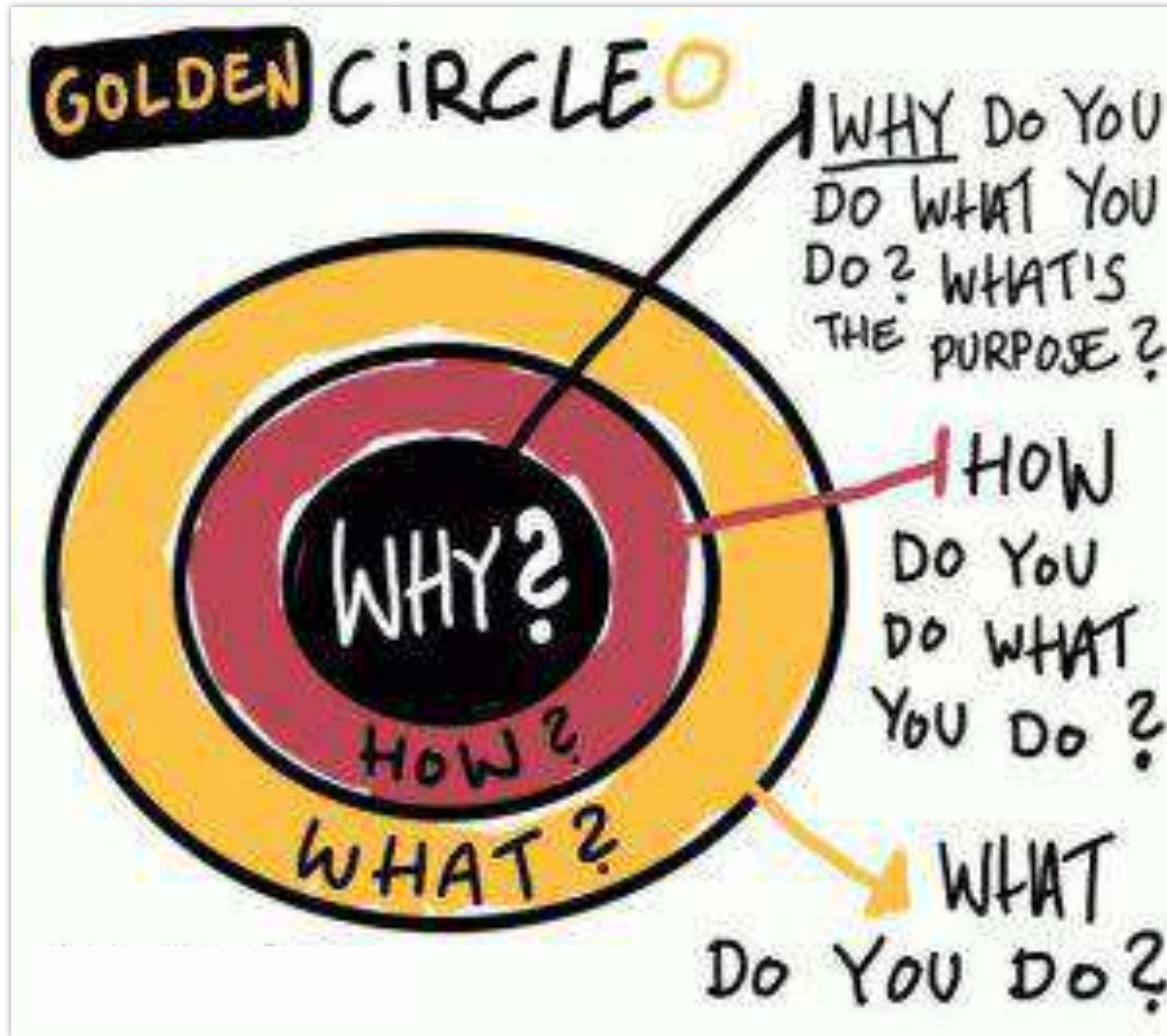 GOLDEN CIRCLE
WHY DO YOU
DO WHAT YOU
DO? WHAT'S
THE PURPOSE?
HOW
DO YOU
DO WHAT
YOU DO?
WHY?
HOW?
WHAT?
WHAT
DO YOU DO?